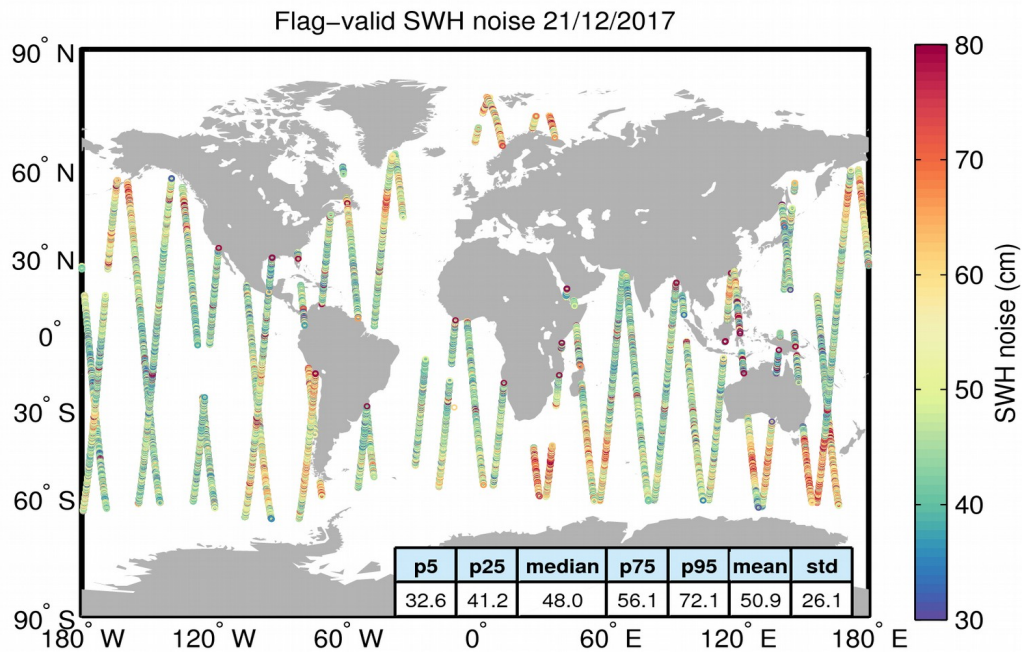 Flag−valid SWH noise 21/12/2017
90° N
60° N
30° N
0°
30° S
60° S
90° S
180° W
120° W
60° W
0°
60° E
120° E
180° E
p5 p25 median p75 p95 mean std
32.6 41.2 48.0 56.1 72.1 50.9 26.1
80
70
60
50
40
30
SWH noise (cm)